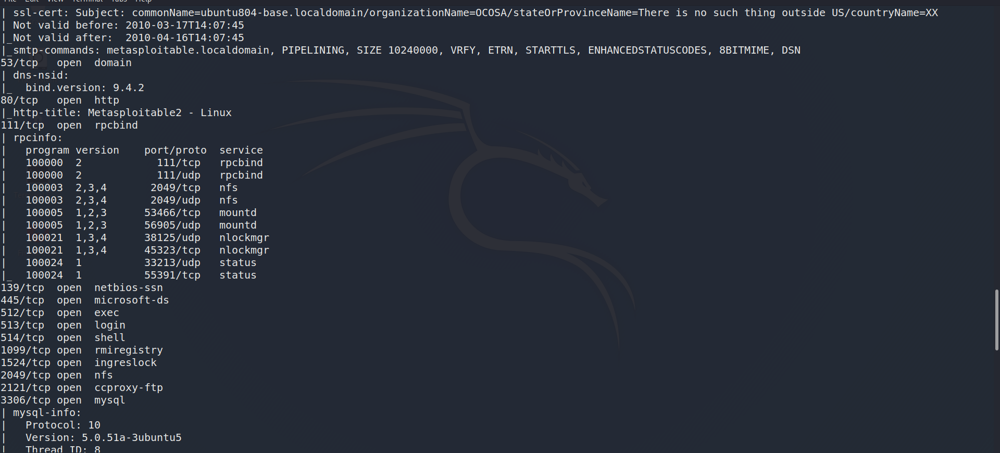 File Edit View Terminal Tabs Help
| ssl-cert: Subject: commonName=ubuntu804-base.localdomain/organizationName=OCOSA/stateOrProvinceName=There is no such thing outside US/countryName=XX
| Not valid before: 2010-03-17T14:07:45
|_Not valid after:  2010-04-16T14:07:45
|_smtp-commands: metasploitable.localdomain, PIPELINING, SIZE 10240000, VRFY, ETRN, STARTTLS, ENHANCEDSTATUSCODES, 8BITMIME, DSN
53/tcp   open  domain
| dns-nsid:
|_  bind.version: 9.4.2
80/tcp   open  http
|_http-title: Metasploitable2 - Linux
111/tcp  open  rpcbind
| rpcinfo:
|   program version    port/proto  service
|   100000  2            111/tcp   rpcbind
|   100000  2            111/udp   rpcbind
|   100003  2,3,4       2049/tcp   nfs
|   100003  2,3,4       2049/udp   nfs
|   100005  1,2,3      53466/tcp   mountd
|   100005  1,2,3      56905/udp   mountd
|   100021  1,3,4      38125/udp   nlockmgr
|   100021  1,3,4      45323/tcp   nlockmgr
|   100024  1          33213/udp   status
|_  100024  1          55391/tcp   status
139/tcp  open  netbios-ssn
445/tcp  open  microsoft-ds
512/tcp  open  exec
513/tcp  open  login
514/tcp  open  shell
1099/tcp open  rmiregistry
1524/tcp open  ingreslock
2049/tcp open  nfs
2121/tcp open  ccproxy-ftp
3306/tcp open  mysql
| mysql-info:
|   Protocol: 10
|   Version: 5.0.51a-3ubuntu5
|   Thread ID: 8